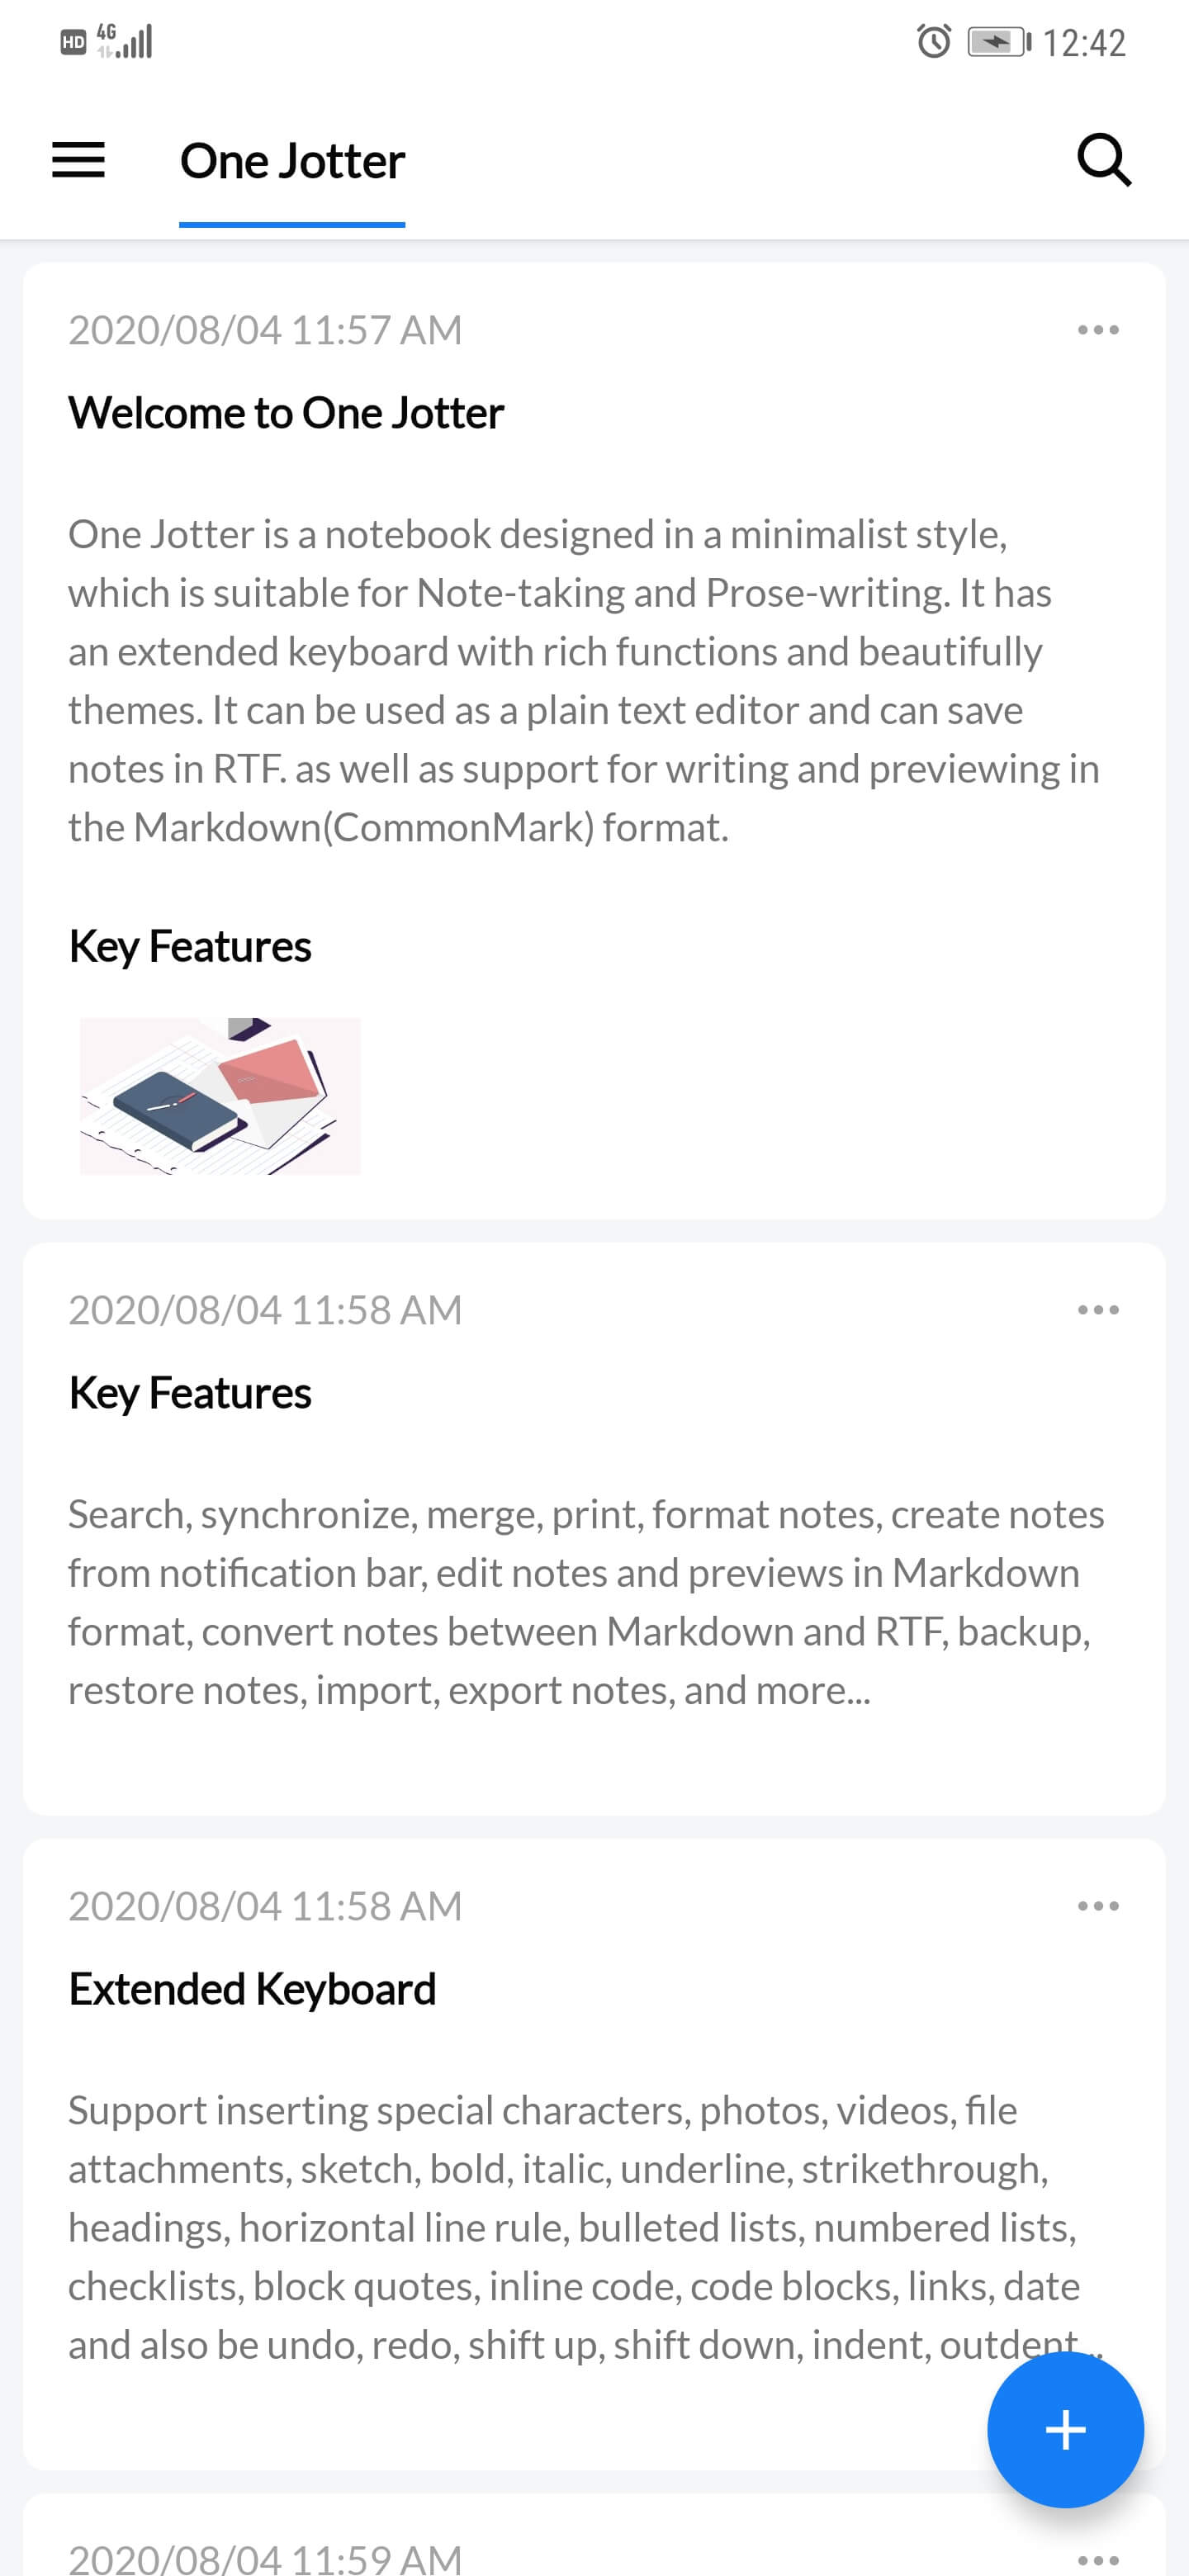 HD 4G 12:42
One Jotter
2020/08/04 11:57 AM
Welcome to One Jotter
One Jotter is a notebook designed in a minimalist style,
which is suitable for Note-taking and Prose-writing. It has
an extended keyboard with rich functions and beautifully
themes. It can be used as a plain text editor and can save
notes in RTF. as well as support for writing and previewing in
the Markdown(CommonMark) format.
Key Features
2020/08/04 11:58 AM
Key Features
Search, synchronize, merge, print, format notes, create notes
from notification bar, edit notes and previews in Markdown
format, convert notes between Markdown and RTF, backup,
restore notes, import, export notes, and more...
2020/08/04 11:58 AM
Extended Keyboard
Support inserting special characters, photos, videos, file
attachments, sketch, bold, italic, underline, strikethrough,
headings, horizontal line rule, bulleted lists, numbered lists,
checklists, block quotes, inline code, code blocks, links, date
and also be undo, redo, shift up, shift down, indent, outdent...
2020/08/04 11:59 AM